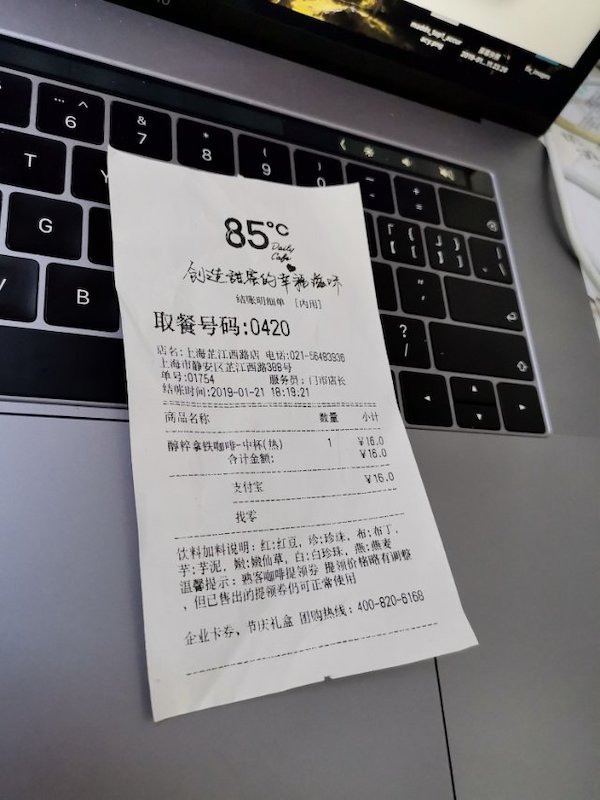 85°C
Daily
Cafe
创造甜蜜的幸福滋味
结账明细单 [内用]
取餐号码:0420
店名:上海芷江西路店 电话:021-56483936
上海市静安区芷江西路398号
单号:01754 服务员: 门市店长
结帐时间:2019-01-21 18:19:21
商品名称 数量 小计
醇粹拿铁咖啡-中杯(热) 1 ¥16.0
合计金额: ¥16.0
支付宝 ¥16.0
找零
饮料加料说明: 红:红豆, 珍:珍珠, 布:布丁,
芋:芋泥, 嫩:嫩仙草, 白:白珍珠, 燕:燕麦
温馨提示: 熟客咖啡提领券 提领价格略有调整
, 但已售出的提领券仍可正常使用
企业卡券, 节庆礼盒 团购热线: 400-820-6168
^
6
&
7
*
8
(
9
)
0
T
Y
G
B
+
=
?
/